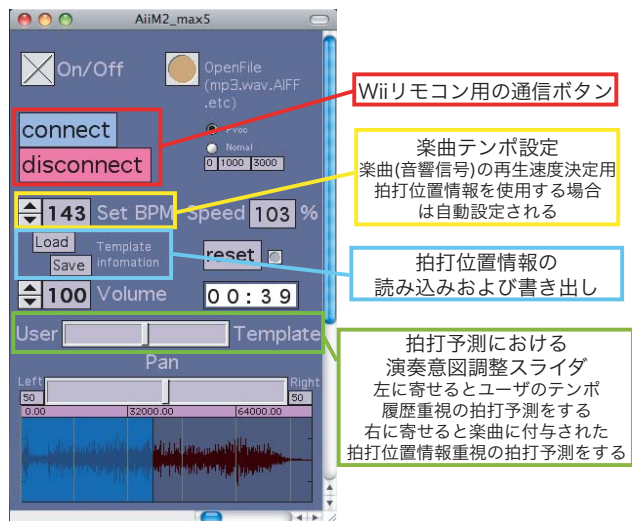 AiiM2_max5
On/Off
OpenFile
(mp3.wav.AIFF
.etc)
connect
disconnect
Pvoc
Nomal
0 1000 3000
143 Set BPM Speed 103 %
Load
Save
Template
infomation
reset
100 Volume
00:39
User Template
Pan
Left Right
50 50
0.00 32000.00 64000.00
Wiiリモコン用の通信ボタン
楽曲テンポ設定
楽曲(音響信号)の再生速度決定用
拍打位置情報を使用する場合
は自動設定される
拍打位置情報の
読み込みおよび書き出し
拍打予測における
演奏意図調整スライダ
左に寄せるとユーザのテンポ
履歴重視の拍打予測をする
右に寄せると楽曲に付与された
拍打位置情報重視の拍打予測をする